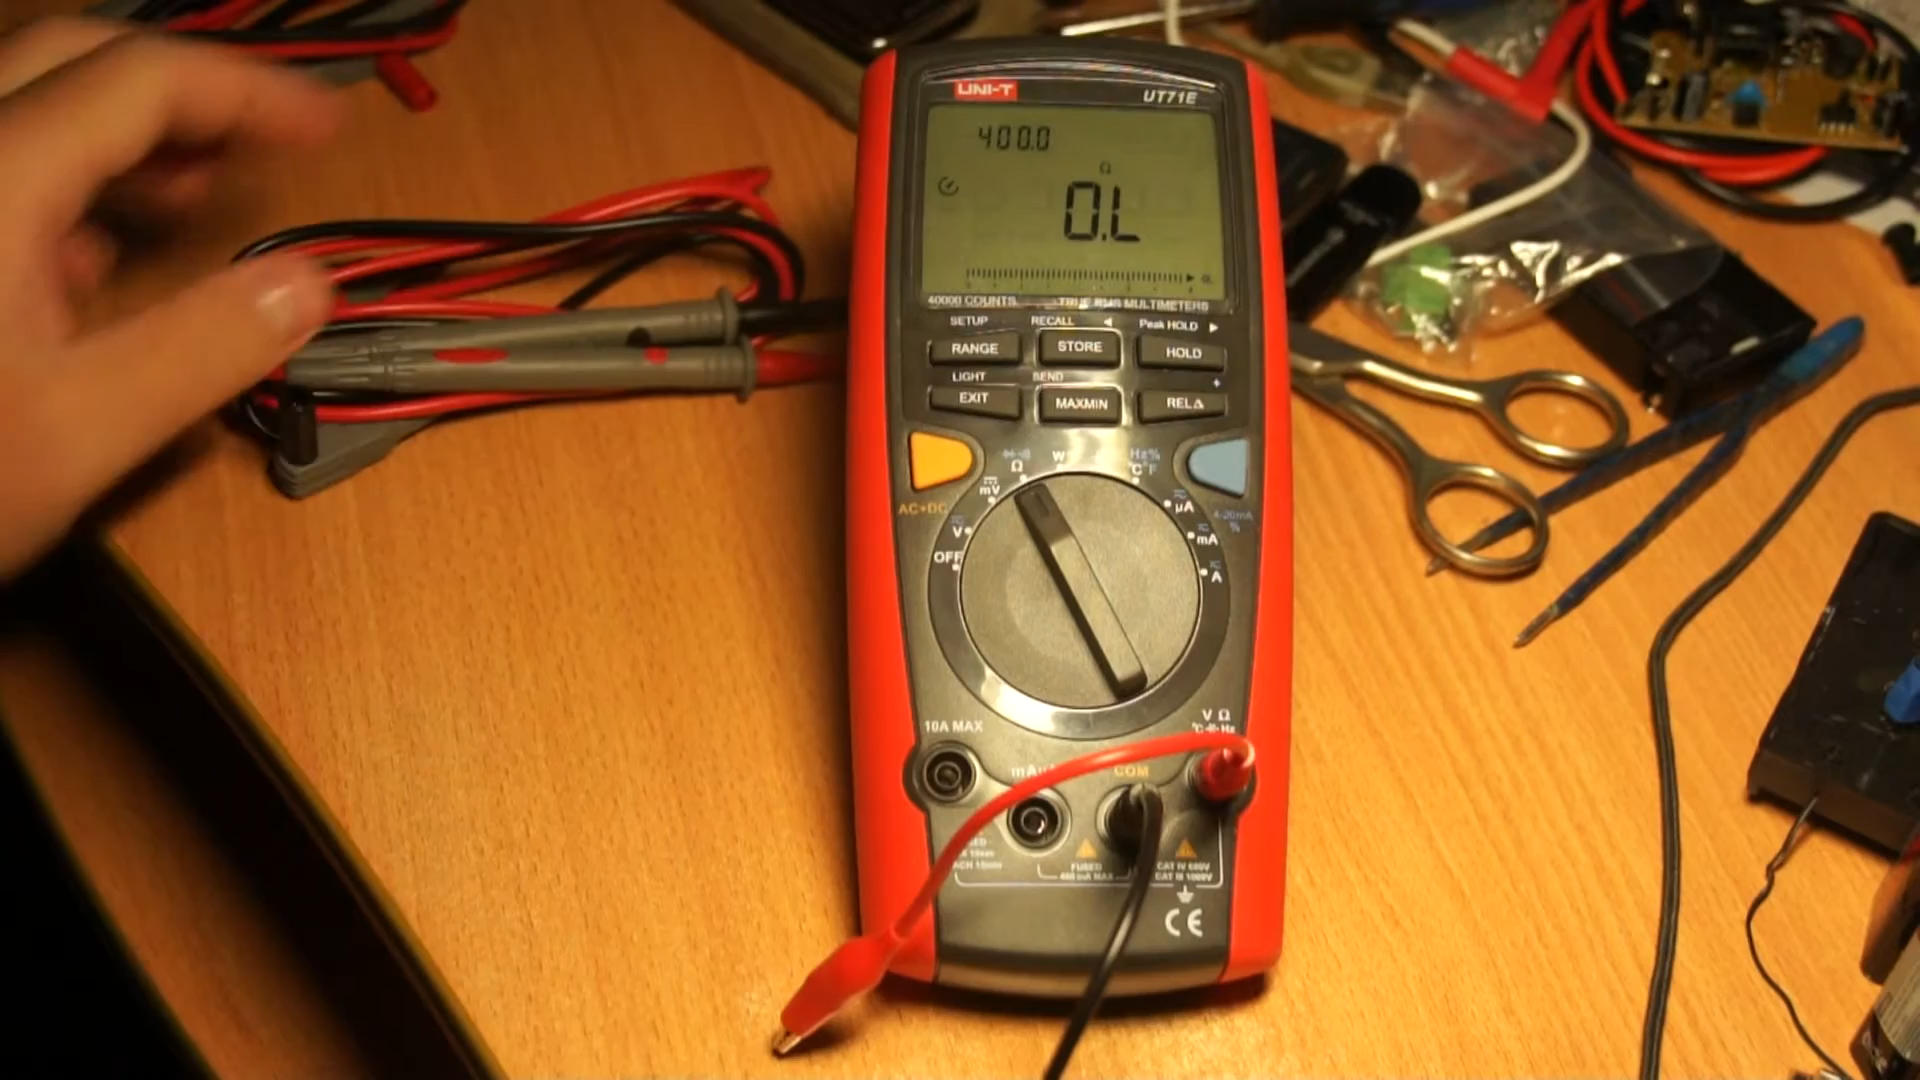 UNI-T
UT71E
400.0
Ω
0.L
40000 COUNTS
TRUE RMS MULTIMETERS
SETUP
RECALL
Peak HOLD
RANGE
STORE
HOLD
LIGHT
SEND
+
EXIT
MAXMIN
REL△
Ω
W
Hz%
°C °F
mV
µA
AC+DC
4-20mA
%
V
mA
OFF
A
10A MAX
V Ω
COM
FUSED
CAT IV 600V
CAT III 1000V
CE